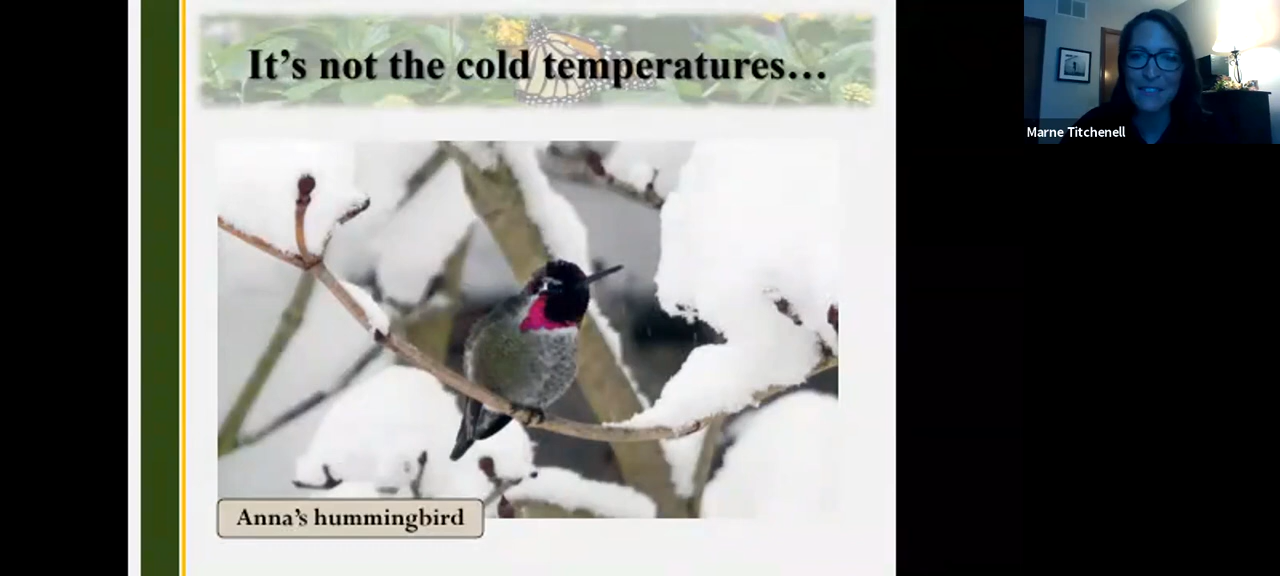 It's not the cold temperatures...
Marne Titchenell
Anna's hummingbird